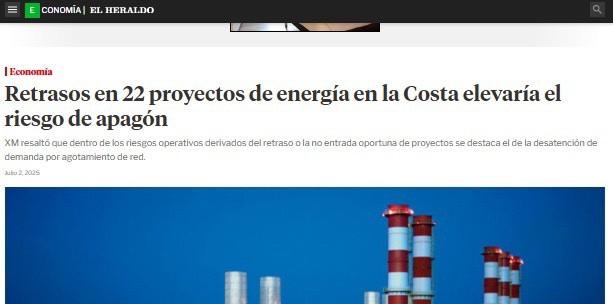 E CONOMÍA | EL HERALDO
Economía
Retrasos en 22 proyectos de energía en la Costa elevaría el
riesgo de apagón
XM resaltó que dentro de los riesgos operativos derivados del retraso o la no entrada oportuna de proyectos se destaca el de la desatención de
demanda por agotamiento de red.
Julio 2, 2025